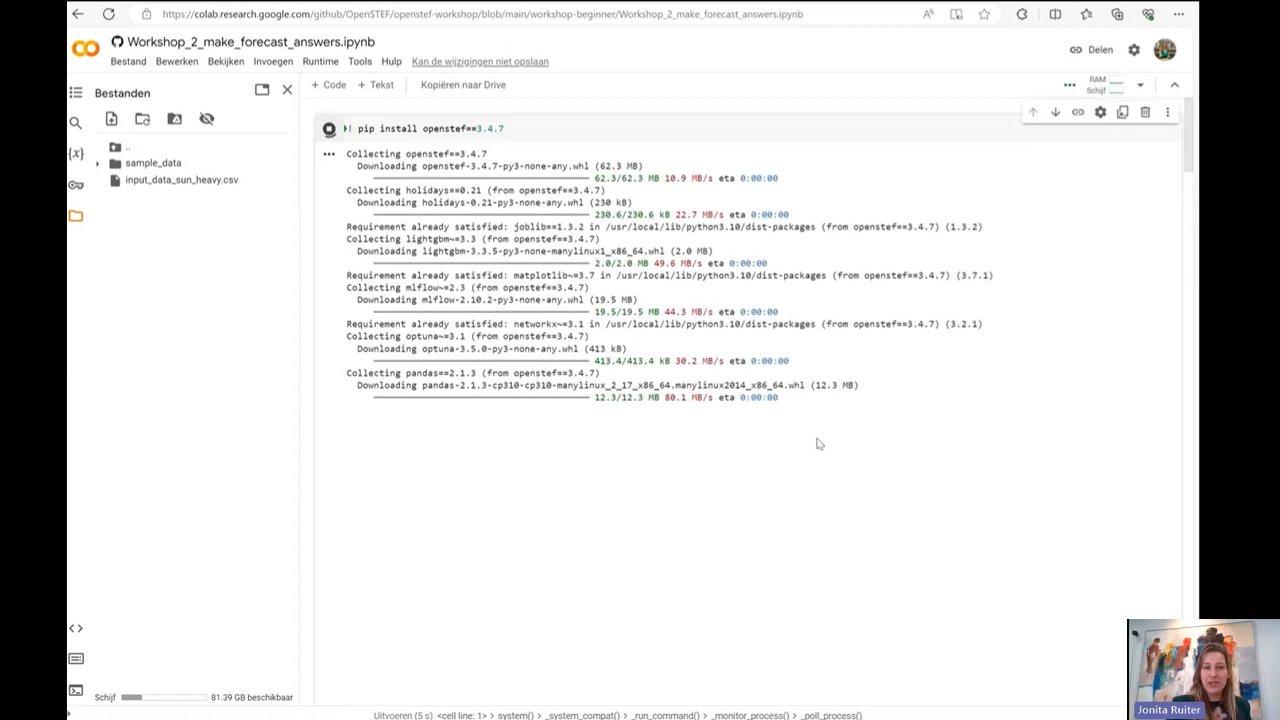 https://colab.research.google.com/github/OpenSTEF/openstef-workshop/blob/main/workshop-beginner/Workshop_2_make_forecast_answers.ipynb
Workshop_2_make_forecast_answers.ipynb
Bestand Bewerken Bekijken Invoegen Runtime Tools Hulp Kan de wijzigingen niet opslaan
Delen
Bestanden
+ Code + Tekst Kopiëren naar Drive
RAM
Schijf
..
sample_data
input_data_sun_heavy.csv
! pip install openstef==3.4.7
Collecting openstef==3.4.7
Downloading openstef-3.4.7-py3-none-any.whl (62.3 MB)
62.3/62.3 MB 10.9 MB/s eta 0:00:00
Collecting holidays==0.21 (from openstef==3.4.7)
Downloading holidays-0.21-py3-none-any.whl (230 kB)
230.6/230.6 kB 22.7 MB/s eta 0:00:00
Requirement already satisfied: joblib==1.3.2 in /usr/local/lib/python3.10/dist-packages (from openstef==3.4.7) (1.3.2)
Collecting lightgbm~=3.3 (from openstef==3.4.7)
Downloading lightgbm-3.3.5-py3-none-manylinux1_x86_64.whl (2.0 MB)
2.0/2.0 MB 49.6 MB/s eta 0:00:00
Requirement already satisfied: matplotlib~=3.7 in /usr/local/lib/python3.10/dist-packages (from openstef==3.4.7) (3.7.1)
Collecting mlflow~=2.3 (from openstef==3.4.7)
Downloading mlflow-2.10.2-py3-none-any.whl (19.5 MB)
19.5/19.5 MB 44.3 MB/s eta 0:00:00
Requirement already satisfied: networkx~=3.1 in /usr/local/lib/python3.10/dist-packages (from openstef==3.4.7) (3.2.1)
Collecting optuna~=3.1 (from openstef==3.4.7)
Downloading optuna-3.5.0-py3-none-any.whl (413 kB)
413.4/413.4 kB 30.2 MB/s eta 0:00:00
Collecting pandas==2.1.3 (from openstef==3.4.7)
Downloading pandas-2.1.3-cp310-cp310-manylinux_2_17_x86_64.manylinux2014_x86_64.whl (12.3 MB)
12.3/12.3 MB 80.1 MB/s eta 0:00:00
Schijf 81.39 GB beschikbaar
Uitvoeren (5 s) <cell line: 1> > system() > _system_compat() > _run_command() > _monitor_process() > _poll_process()
Jonita Ruiter